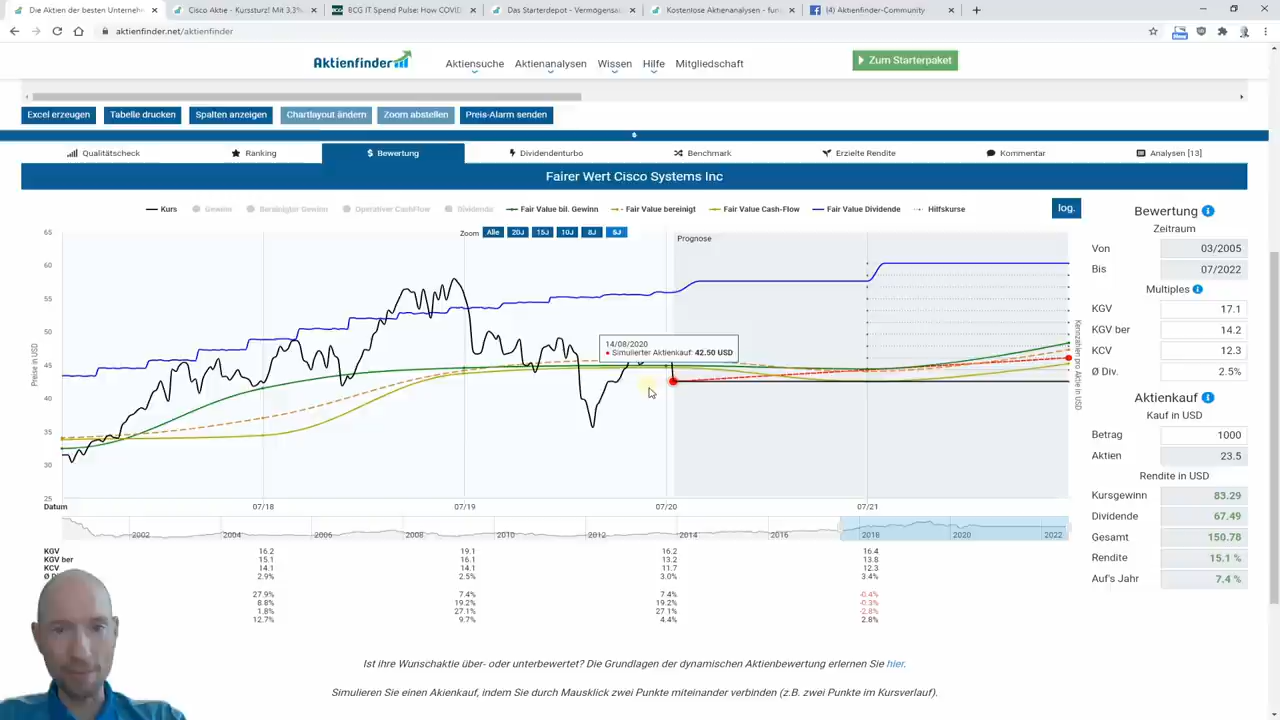 Die Aktien der besten Unternehm
Cisco Aktie - Kurssturz! Mit 3,3%
BCG IT Spend Pulse: How COVID
Das Starterdepot - Vermögensa
Kostenlose Aktienanalysen - fun
(4) Aktienfinder-Community
aktienfinder.net/aktienfinder
Aktienfinder
Aktiensuche Aktienanalysen Wissen Hilfe Mitgliedschaft
Zum Starterpaket
Excel erzeugen Tabelle drucken Spalten anzeigen Chartlayout ändern Zoom abstellen Preis-Alarm senden
Qualitätscheck Ranking $ Bewertung Dividendenturbo Benchmark Erzielte Rendite Kommentar Analysen [13]
Fairer Wert Cisco Systems Inc
Kurs Gewinn Bereinigter Gewinn Operativer CashFlow Dividende Fair Value bil. Gewinn Fair Value bereinigt Fair Value Cash-Flow Fair Value Dividende Hilfskurse
log.
Zoom Alle 20J 15J 10J 8J 5J
Prognose
65
60
55
50
45
40
35
30
25
Preise in USD
Kennzahlen pro Aktie in USD
14/08/2020
Simulierter Aktienkauf: 42.50 USD
Datum 07/18 07/19 07/20 07/21
2002 2004 2006 2008 2010 2012 2014 2016 2018 2020 2022
KGV 16.2 19.1 16.2 16.4
KGV ber 15.1 16.1 13.2 13.8
KCV 14.1 14.1 11.7 12.3
Ø D 2.9% 2.5% 3.0% 3.4%
27.9% 7.4% 7.4% -0.4%
8.8% 19.2% 19.2% -0.3%
1.8% 27.1% 27.1% -2.8%
12.7% 9.7% 4.4% 2.8%
Bewertung
Zeitraum
Von 03/2005
Bis 07/2022
Multiples
KGV 17.1
KGV ber 14.2
KCV 12.3
Ø Div. 2.5%
Aktienkauf
Kauf in USD
Betrag 1000
Aktien 23.5
Rendite in USD
Kursgewinn 83.29
Dividende 67.49
Gesamt 150.78
Rendite 15.1 %
Auf's Jahr 7.4 %
Ist ihre Wunschaktie über- oder unterbewertet? Die Grundlagen der dynamischen Aktienbewertung erlernen Sie hier.
Simulieren Sie einen Akienkauf, indem Sie durch Mausklick zwei Punkte miteinander verbinden (z.B. zwei Punkte im Kursverlauf).